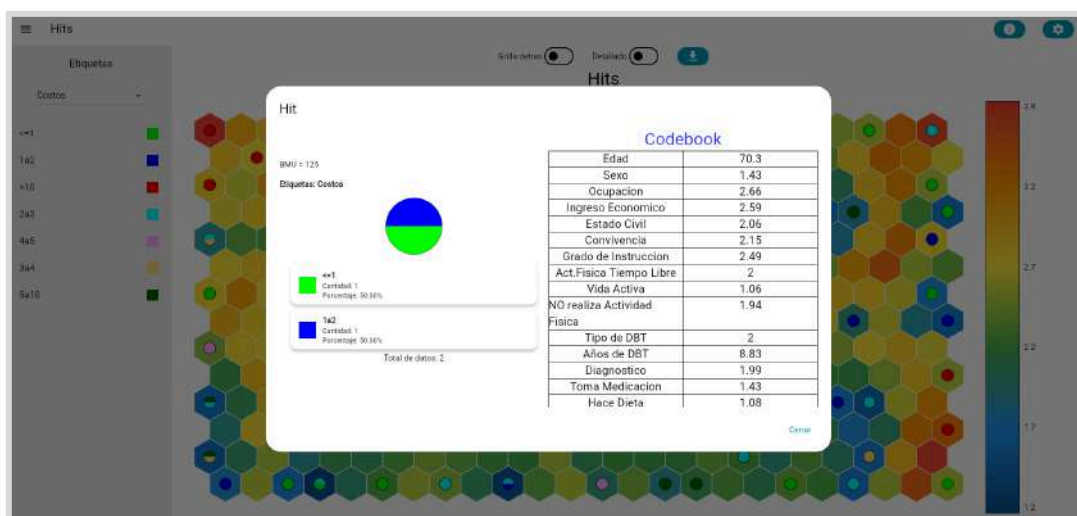 Hits
Etiquetas
Costos
<=1
1a2
>10
2a3
4a5
3a4
5a10
Detallado
Hits
3.8
3.2
2.7
2.2
1.7
1.2
Hit
BMU = 125
Etiquetas: Costos
<=1
Cantidad: 1
Porcentaje: 50.00%
1a2
Cantidad: 1
Porcentaje: 50.00%
Total de datos: 2
Codebook
Edad 70.3
Sexo 1.43
Ocupacion 2.66
Ingreso Economico 2.59
Estado Civil 2.06
Convivencia 2.15
Grado de Instruccion 2.49
Act.Fisica Tiempo Libre 2
Vida Activa 1.06
NO realiza Actividad 1.94
Fisica
Tipo de DBT 2
Años de DBT 8.83
Diagnostico 1.99
Toma Medicacion 1.43
Hace Dieta 1.08
Cerrar